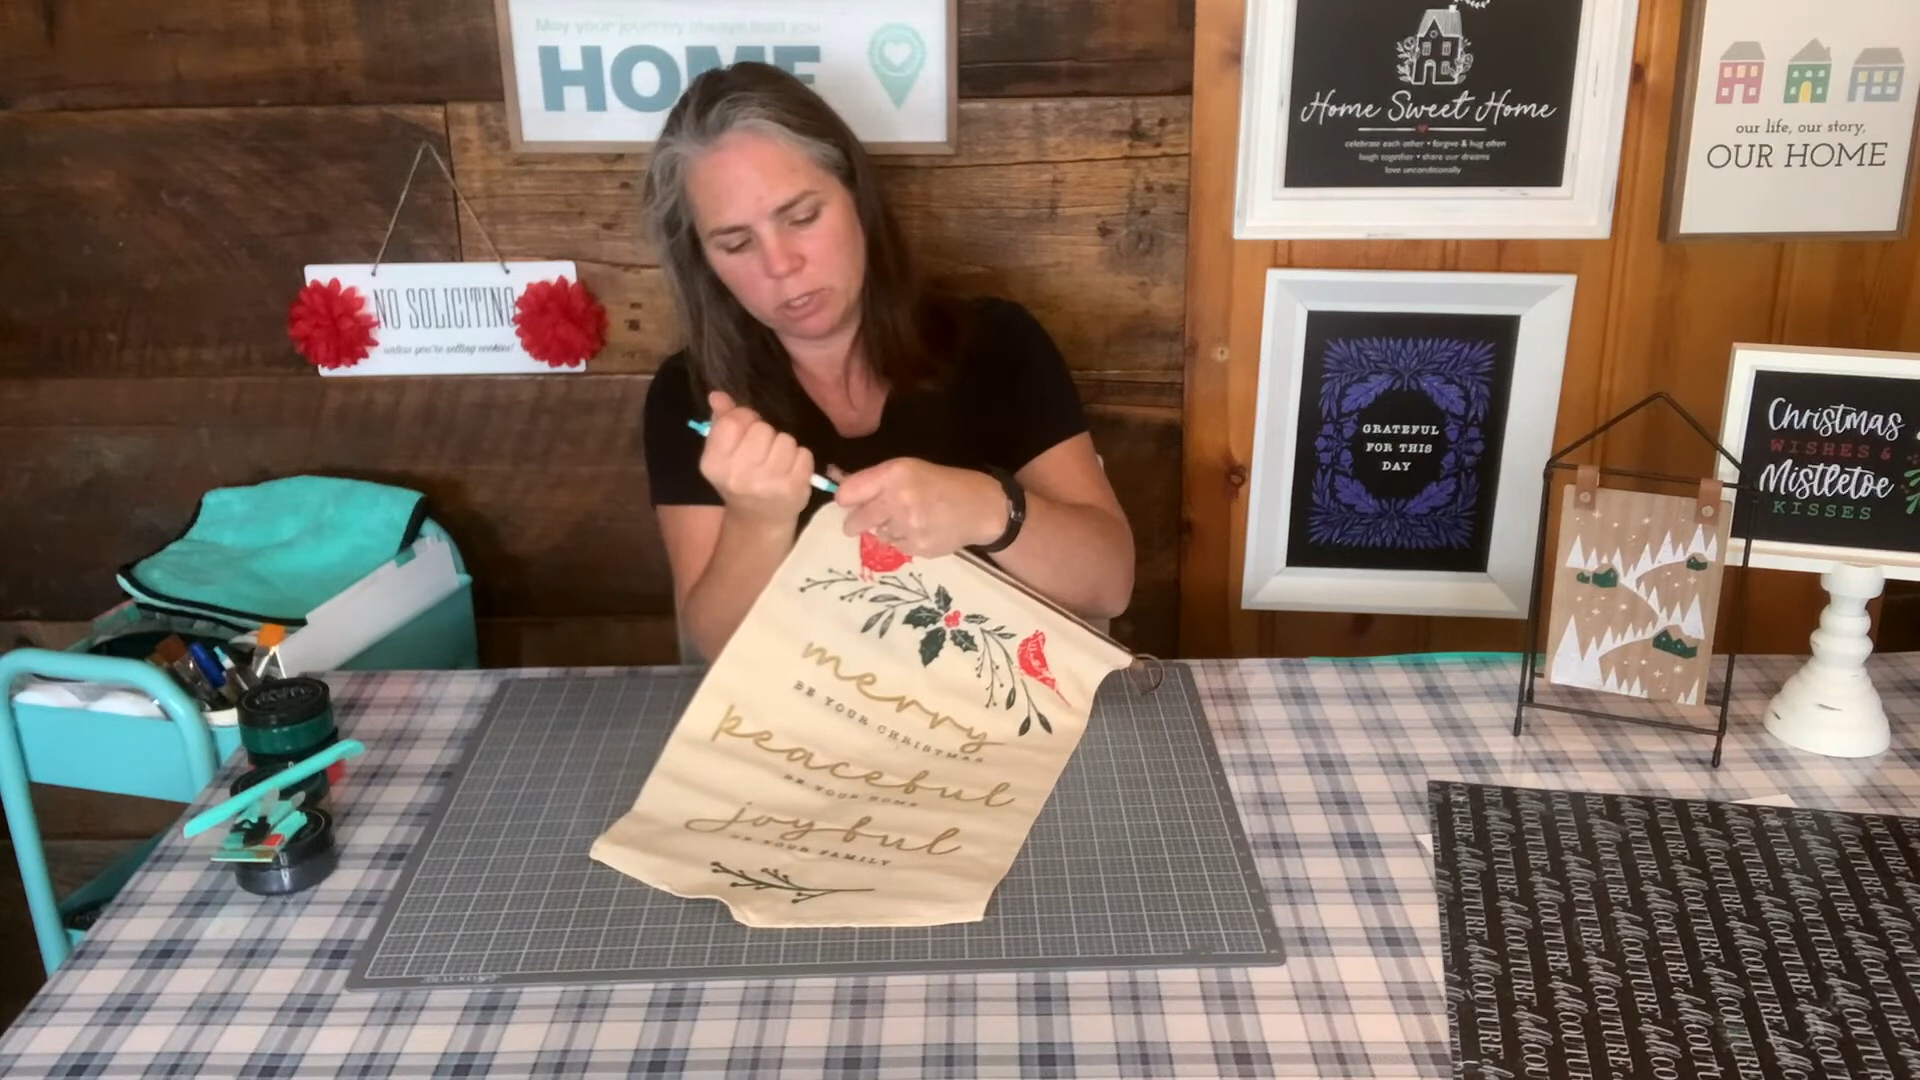 May your journey always lead you
HOME
NO SOLICITING
unless you're selling cookies!
Home Sweet Home
celebrate each other • forgive & hug often
laugh together • share our dreams
love unconditionally
our life, our story,
OUR HOME
GRATEFUL
FOR THIS
DAY
Christmas
WISHES &
Mistletoe
KISSES
merry
BE YOUR CHRISTMAS
peaceful
BE YOUR HOME
joyful
BE YOUR FAMILY
COUTURE